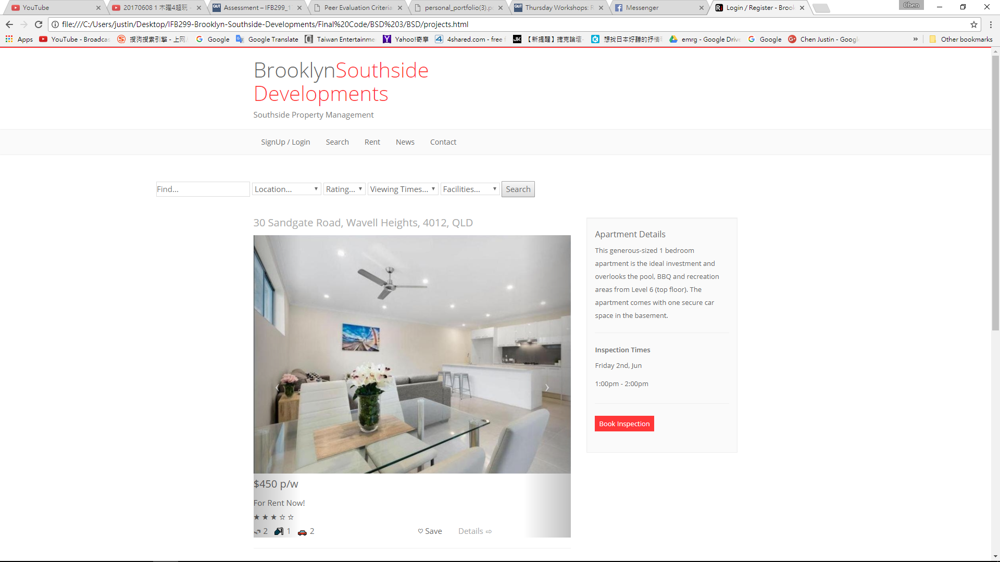 YouTube
20170608 1 木曜4超玩 -
Assessment – IFB299_1
Peer Evaluation Criteria
personal_portfolio(3).p
Thursday Workshops: R
Messenger
Login / Register - Brook
Chen
file:///C:/Users/justin/Desktop/IFB299-Brooklyn-Southside-Developments/Final%20Code/BSD%203/BSD/projects.html
Apps
YouTube - Broadcas
搜狗搜索引擎 - 上网
Google
Google Translate
Taiwan Entertainme
Yahoo!奇摩
4shared.com - free f
【新提醒】捷克論壇-
想找日本好聽的抒情
emrg - Google Drive
Google
Chen Justin - Googl
»
Other bookmarks
BrooklynSouthside
Developments
Southside Property Management
SignUp / Login
Search
Rent
News
Contact
Find...
Location...
Rating...
Viewing Times...
Facilities...
Search
30 Sandgate Road, Wavell Heights, 4012, QLD
$450 p/w
For Rent Now!
★ ★ ★ ☆ ☆
2 1 2
♡ Save
Details ⇨
Apartment Details
This generous-sized 1 bedroom
apartment is the ideal investment and
overlooks the pool, BBQ and recreation
areas from Level 6 (top floor). The
apartment comes with one secure car
space in the basement.
Inspection Times
Friday 2nd, Jun
1:00pm - 2:00pm
Book Inspection